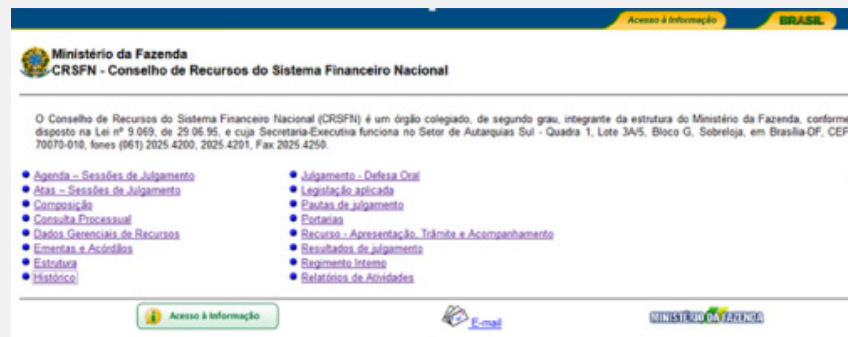 Acesso à Informação
BRASIL
Ministério da Fazenda
CRSFN - Conselho de Recursos do Sistema Financeiro Nacional
O Conselho de Recursos do Sistema Financeiro Nacional (CRSFN) é um órgão colegiado, de segundo grau, integrante da estrutura do Ministério da Fazenda, conforme
disposto na Lei nº 9.069, de 29.06.95, e cuja Secretaria-Executiva funciona no Setor de Autarquias Sul - Quadra 1, Lote 3A/5, Bloco G, Sobreloja, em Brasília-DF, CEP
70070-010, fones (061) 2025.4200, 2025.4201, Fax 2025.4250.
Agenda – Sessões de Julgamento
Atas – Sessões de Julgamento
Composição
Consulta Processual
Dados Gerenciais de Recursos
Ementas e Acórdãos
Estrutura
Histórico
Julgamento - Defesa Oral
Legislação aplicada
Pautas de julgamento
Portarias
Recurso - Apresentação, Trâmite e Acompanhamento
Resultados de julgamento
Regimento Interno
Relatórios de Atividades
Acesso à Informação
E-mail
MINISTÉRIO DA FAZENDA